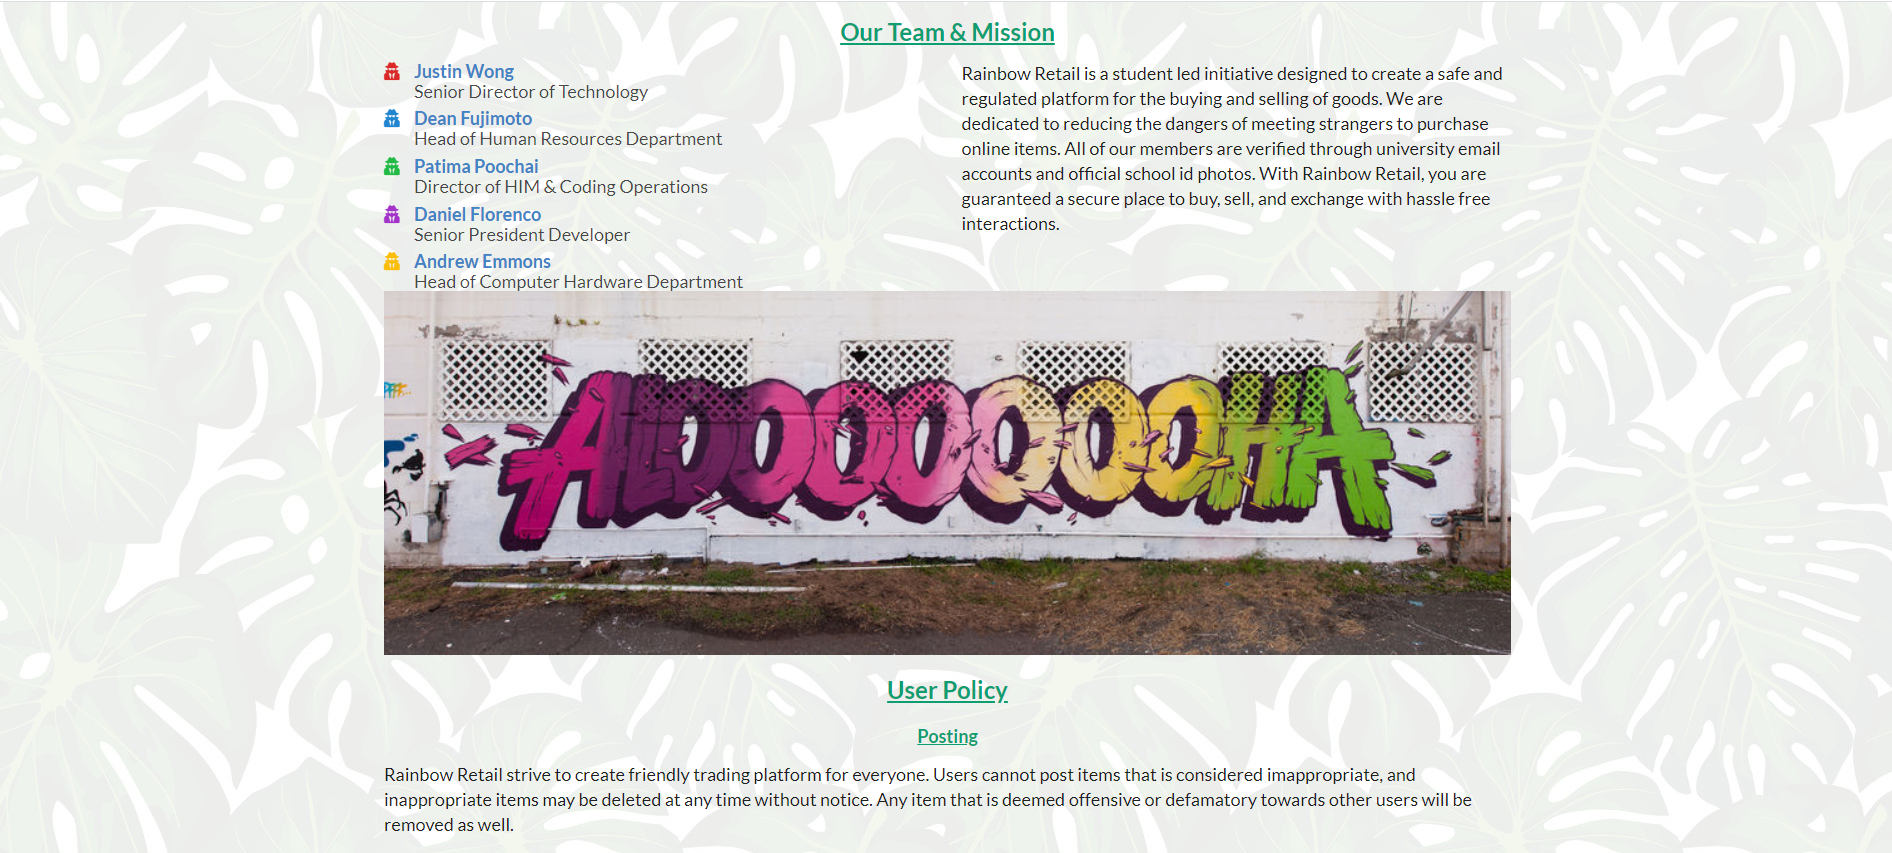 Our Team & Mission
Justin Wong
Senior Director of Technology
Dean Fujimoto
Head of Human Resources Department
Patima Poochai
Director of HIM & Coding Operations
Daniel Florenco
Senior President Developer
Andrew Emmons
Head of Computer Hardware Department
Rainbow Retail is a student led initiative designed to create a safe and
regulated platform for the buying and selling of goods. We are
dedicated to reducing the dangers of meeting strangers to purchase
online items. All of our members are verified through university email
accounts and official school id photos. With Rainbow Retail, you are
guaranteed a secure place to buy, sell, and exchange with hassle free
interactions.
ALOOOOOOOHA
User Policy
Posting
Rainbow Retail strive to create friendly trading platform for everyone. Users cannot post items that is considered imappropriate, and
inappropriate items may be deleted at any time without notice. Any item that is deemed offensive or defamatory towards other users will be
removed as well.